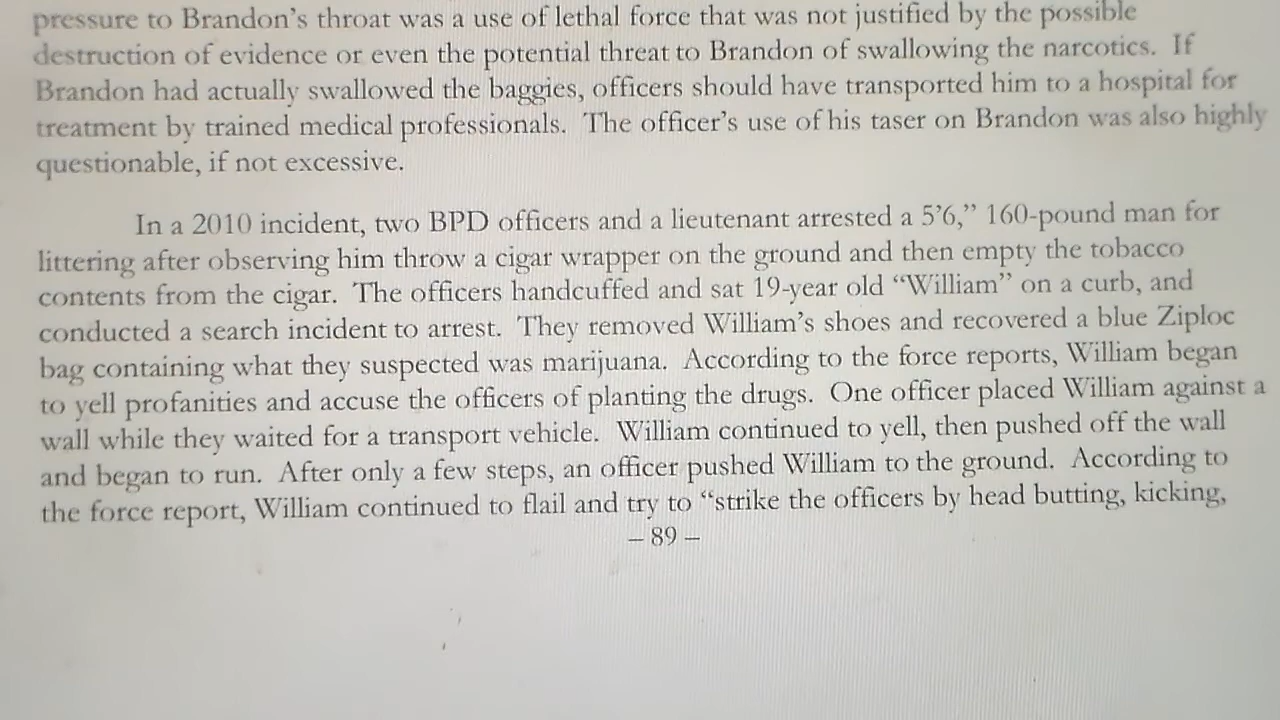 pressure to Brandon’s throat was a use of lethal force that was not justified by the possible
destruction of evidence or even the potential threat to Brandon of swallowing the narcotics.  If
Brandon had actually swallowed the baggies, officers should have transported him to a hospital for
treatment by trained medical professionals.  The officer’s use of his taser on Brandon was also highly
questionable, if not excessive.
In a 2010 incident, two BPD officers and a lieutenant arrested a 5’6,” 160-pound man for
littering after observing him throw a cigar wrapper on the ground and then empty the tobacco
contents from the cigar.  The officers handcuffed and sat 19-year old “William” on a curb, and
conducted a search incident to arrest.  They removed William’s shoes and recovered a blue Ziploc
bag containing what they suspected was marijuana.  According to the force reports, William began
to yell profanities and accuse the officers of planting the drugs.  One officer placed William against a
wall while they waited for a transport vehicle.  William continued to yell, then pushed off the wall
and began to run.  After only a few steps, an officer pushed William to the ground.  According to
the force report, William continued to flail and try to “strike the officers by head butting, kicking,
– 89 –